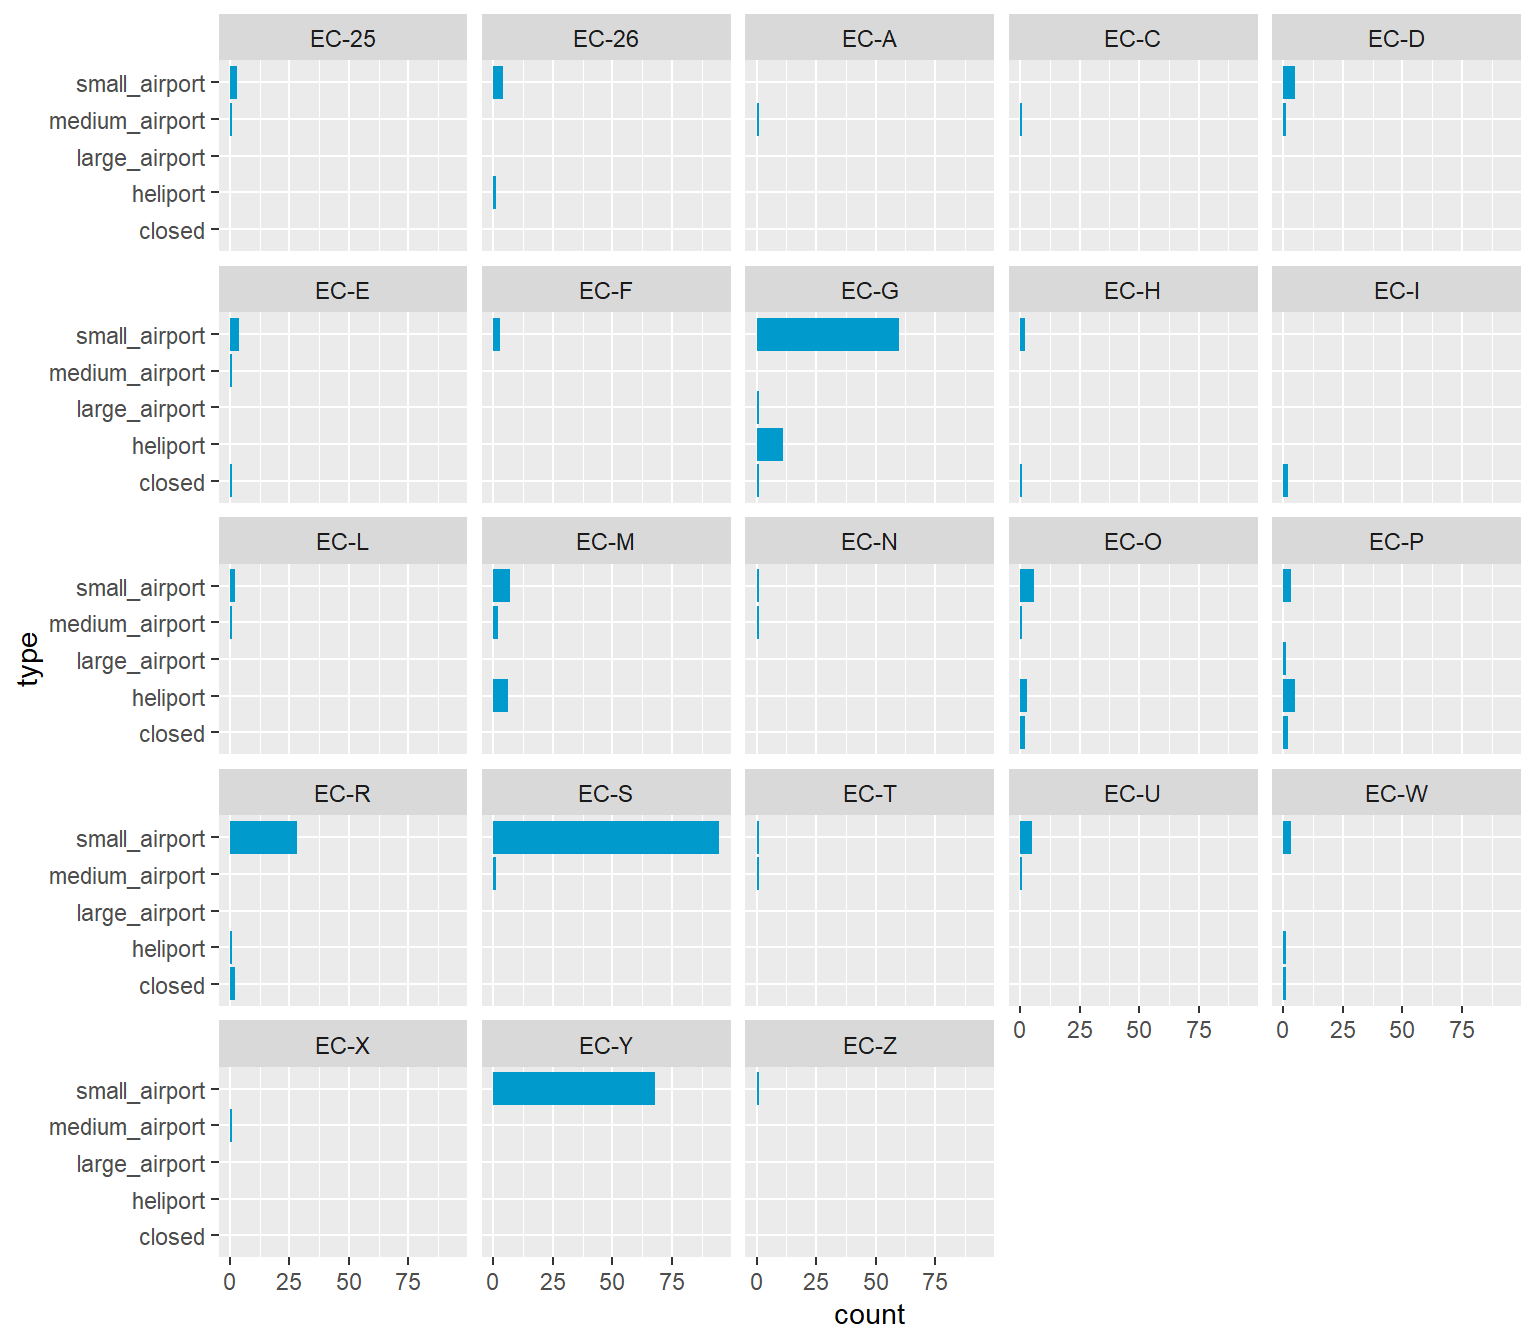 EC-25 EC-26 EC-A EC-C EC-D
small_airport
medium_airport
large_airport
heliport
closed
EC-E EC-F EC-G EC-H EC-I
small_airport
medium_airport
large_airport
heliport
closed
EC-L EC-M EC-N EC-O EC-P
small_airport
medium_airport
large_airport
heliport
closed
type
EC-R EC-S EC-T EC-U EC-W
small_airport
medium_airport
large_airport
heliport
closed
0 25 50 75 0 25 50 75
EC-X EC-Y EC-Z
small_airport
medium_airport
large_airport
heliport
closed
0 25 50 75 0 25 50 75 0 25 50 75
count